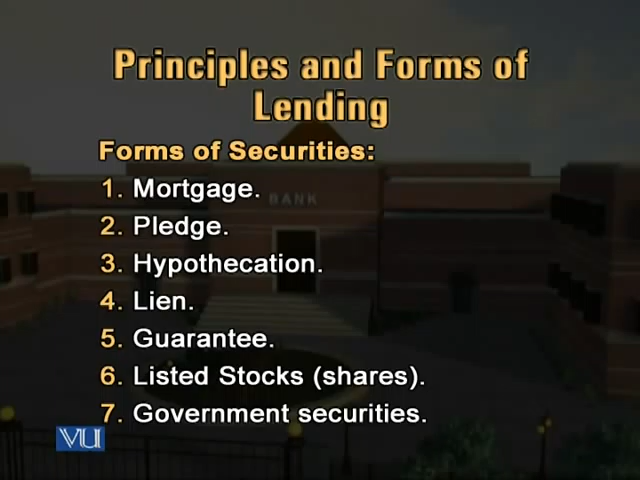 Principles and Forms of
Lending
Forms of Securities:
1. Mortgage.
BANK
2. Pledge.
3. Hypothecation.
4. Lien.
5. Guarantee.
6. Listed Stocks (shares).
7. Government securities.
VU